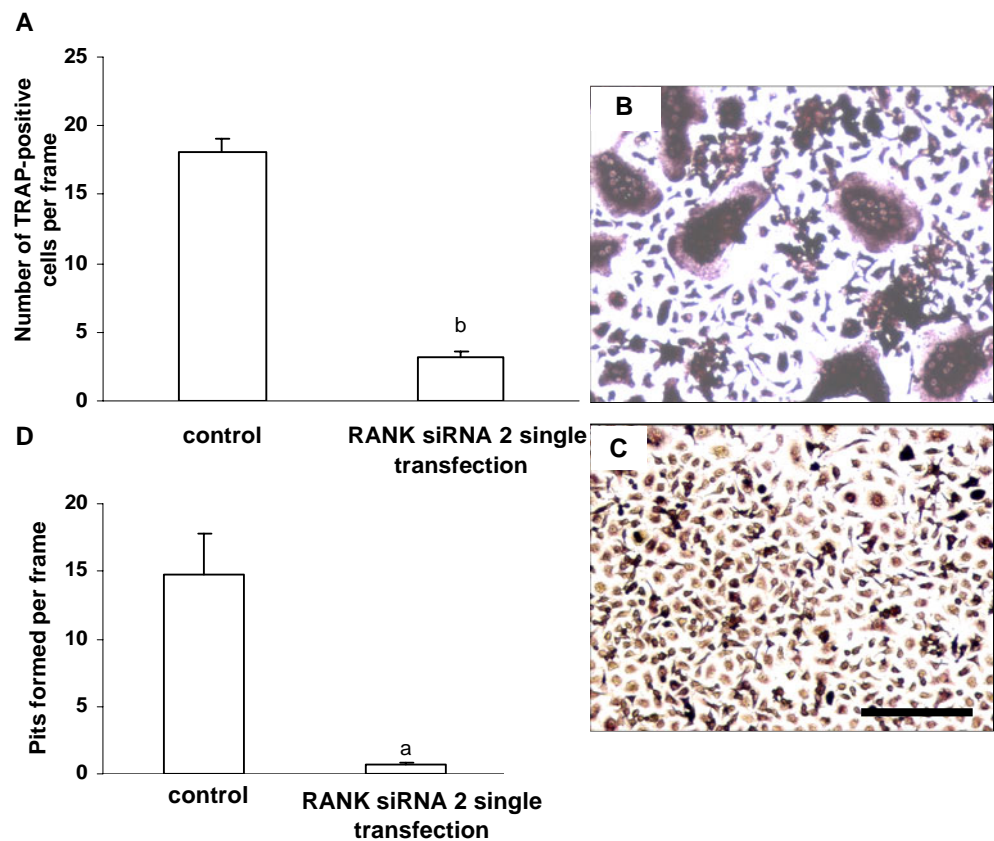 A
25
20
15
10
5
0
Number of TRAP-positive
cells per frame
b
control
RANK siRNA 2 single
transfection
B
C
D
20
15
10
5
0
Pits formed per frame
a
control
RANK siRNA 2 single
transfection